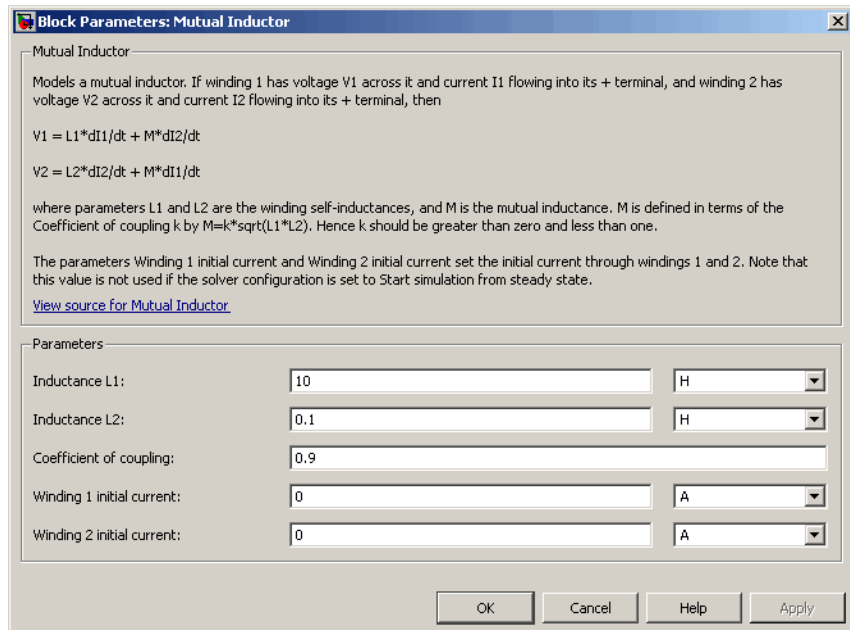 Block Parameters: Mutual Inductor
Mutual Inductor
Models a mutual inductor. If winding 1 has voltage V1 across it and current I1 flowing into its + terminal, and winding 2 has
voltage V2 across it and current I2 flowing into its + terminal, then
V1 = L1*dI1/dt + M*dI2/dt
V2 = L2*dI2/dt + M*dI1/dt
where parameters L1 and L2 are the winding self-inductances, and M is the mutual inductance. M is defined in terms of the
Coefficient of coupling k by M=k*sqrt(L1*L2). Hence k should be greater than zero and less than one.
The parameters Winding 1 initial current and Winding 2 initial current set the initial current through windings 1 and 2. Note that
this value is not used if the solver configuration is set to Start simulation from steady state.
View source for Mutual Inductor
Parameters
Inductance L1: 10 H
Inductance L2: 0.1 H
Coefficient of coupling: 0.9
Winding 1 initial current: 0 A
Winding 2 initial current: 0 A
OK Cancel Help Apply